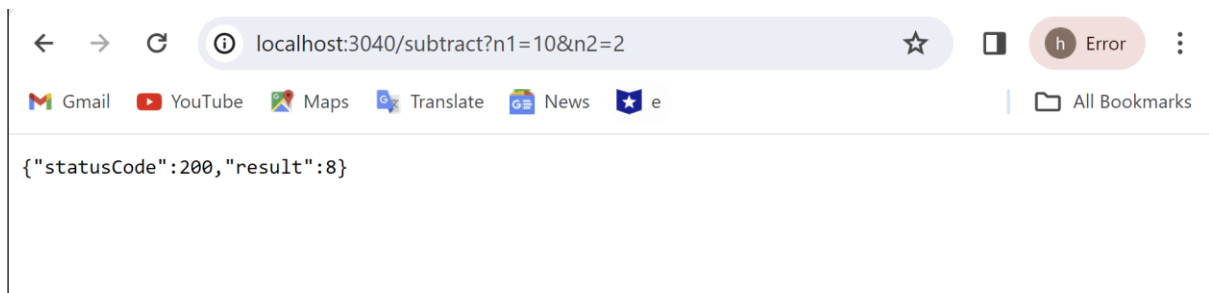 localhost:3040/subtract?n1=10&n2=2 h Error
Gmail YouTube Maps G Translate GE News e All Bookmarks
{"statusCode":200,"result":8}